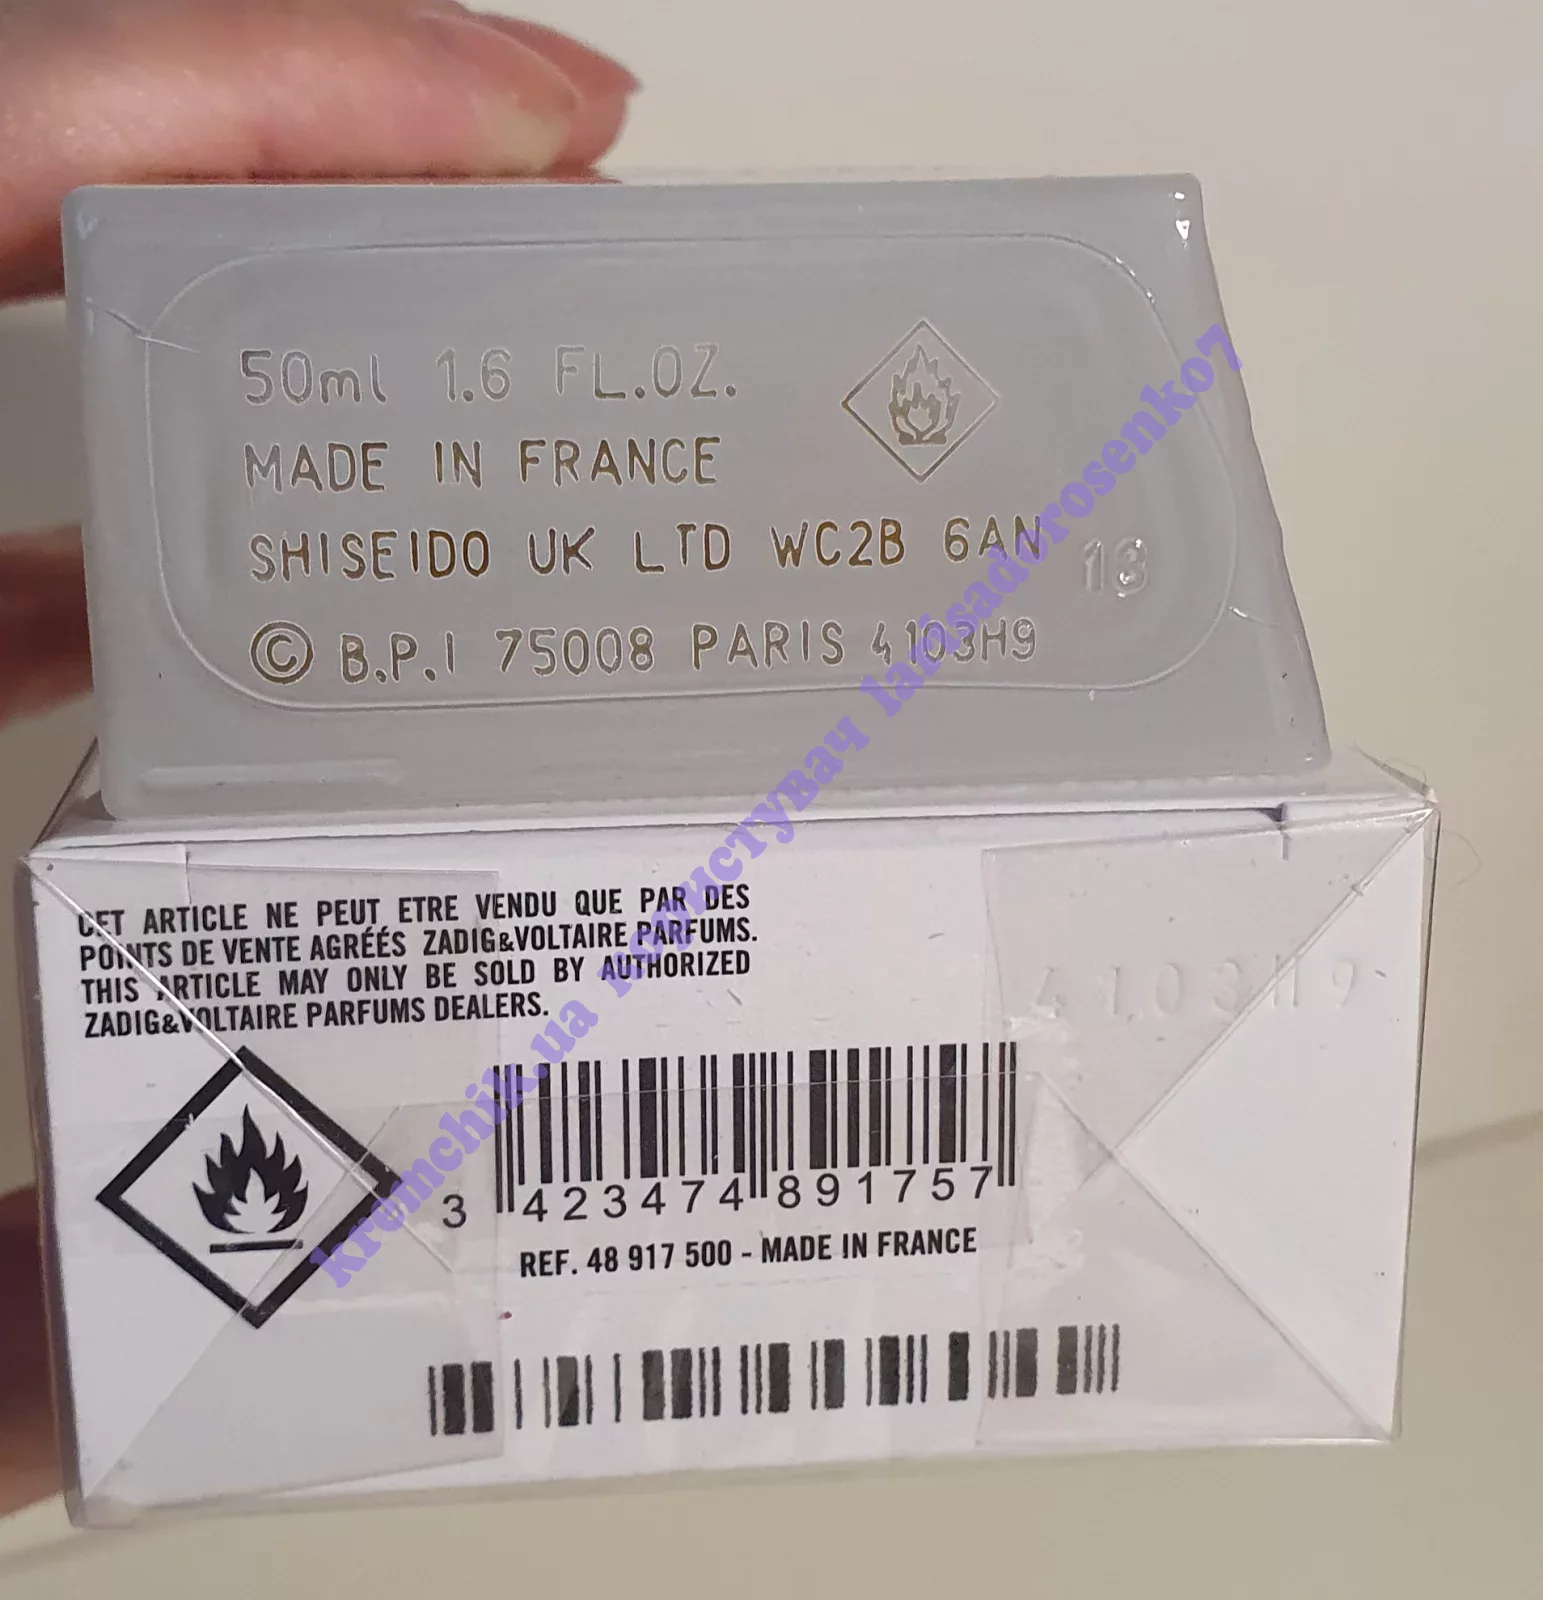 50ml 1.6 FL.OZ.
MADE IN FRANCE
SHISEIDO UK LTD WC2B 6AN
13
© B.P.I 75008 PARIS 4103H9
CET ARTICLE NE PEUT ETRE VENDU QUE PAR DES
POINTS DE VENTE AGRÉÉS ZADIG&VOLTAIRE PARFUMS.
THIS ARTICLE MAY ONLY BE SOLD BY AUTHORIZED
ZADIG&VOLTAIRE PARFUMS DEALERS.
4103H9
3 423474 891757
REF. 48 917 500 - MADE IN FRANCE
kremchik.ua користувач larisadorosenko07